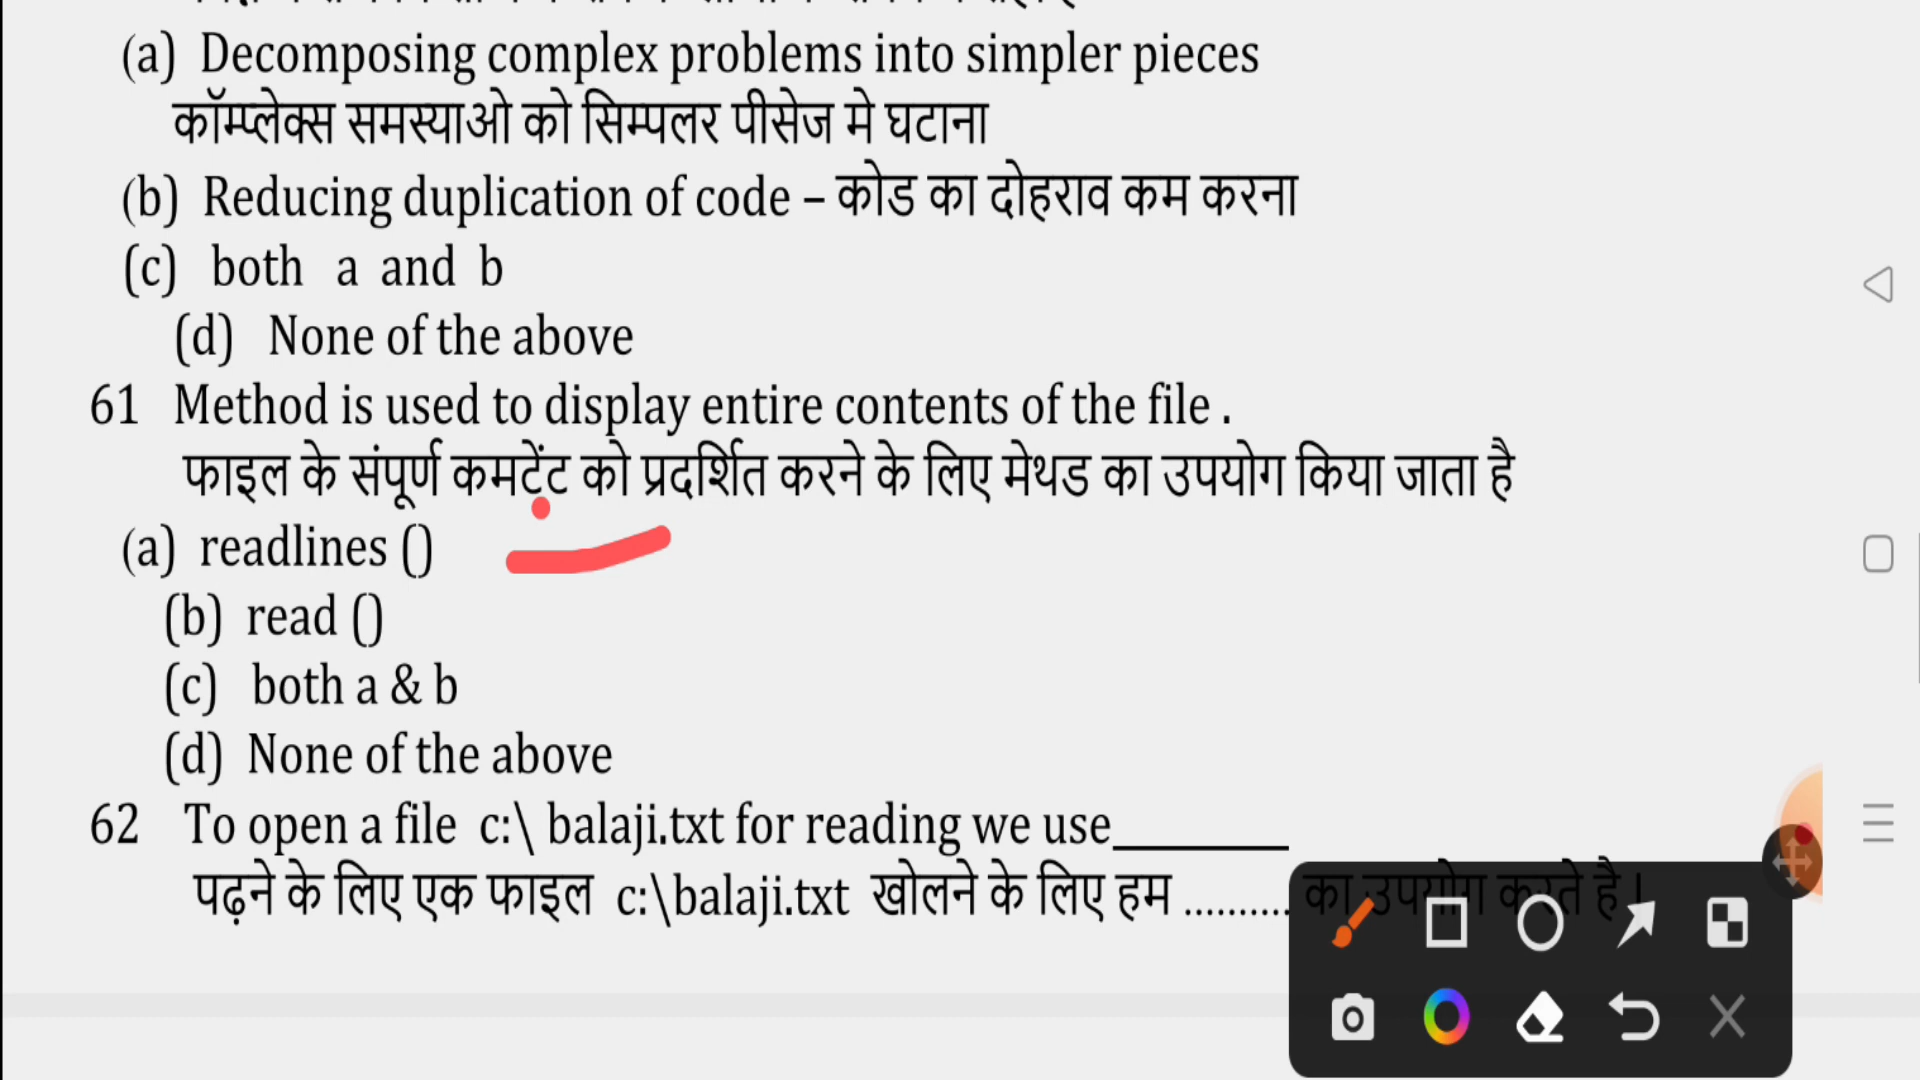 (a) Decomposing complex problems into simpler pieces
कॉम्प्लेक्स समस्याओ को सिम्पलर पीसेज मे घटाना
(b) Reducing duplication of code – कोड का दोहराव कम करना
(c) both a and b
(d) None of the above
61 Method is used to display entire contents of the file .
फाइल के संपूर्ण कमटेंट को प्रदर्शित करने के लिए मेथड का उपयोग किया जाता है
(a) readlines ()
(b) read ()
(c) both a & b
(d) None of the above
62 To open a file c:\ balaji.txt for reading we use________
पढ़ने के लिए एक फाइल c:\balaji.txt खोलने के लिए हम .......... का उपयोग करते है !